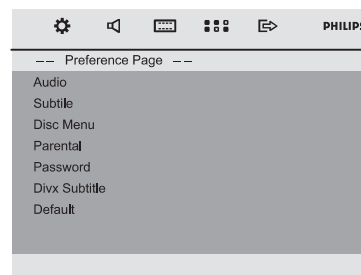 PHILIPS
-- Preference Page --
Audio
Subtile
Disc Menu
Parental
Password
Divx Subtitle
Default